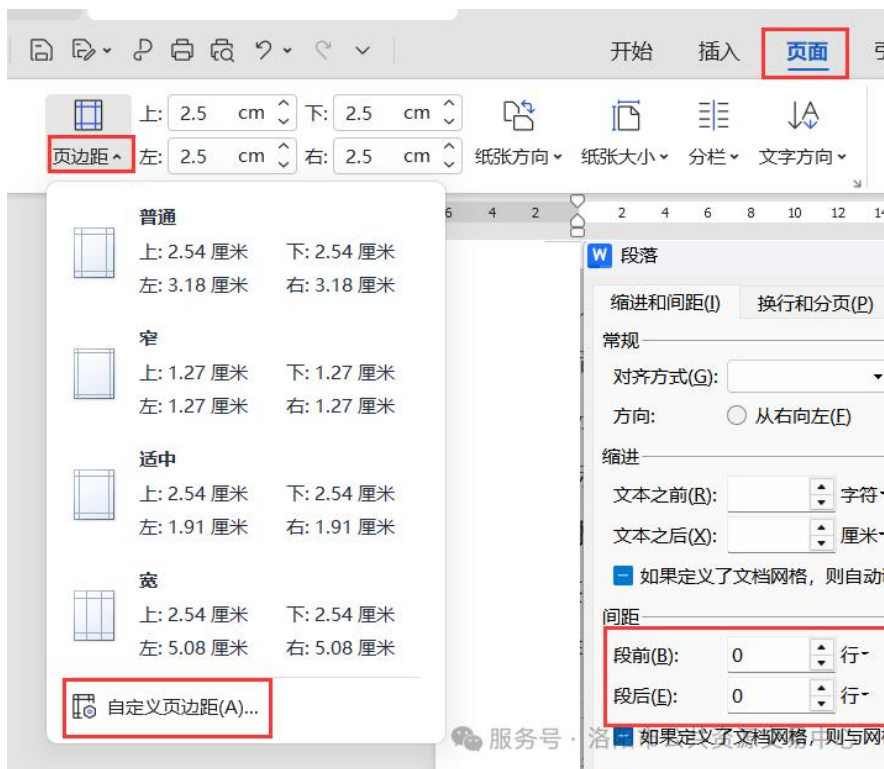 开始 插入 页面
上: 2.5 cm 下: 2.5 cm
页边距 左: 2.5 cm 右: 2.5 cm 纸张方向 纸张大小 分栏 文字方向
6 4 2 2 4 6 8 10 12 14
普通
上: 2.54 厘米 下: 2.54 厘米
左: 3.18 厘米 右: 3.18 厘米
窄
上: 1.27 厘米 下: 1.27 厘米
左: 1.27 厘米 右: 1.27 厘米
适中
上: 2.54 厘米 下: 2.54 厘米
左: 1.91 厘米 右: 1.91 厘米
宽
上: 2.54 厘米 下: 2.54 厘米
左: 5.08 厘米 右: 5.08 厘米
自定义页边距(A)...
W 段落
缩进和间距(I) 换行和分页(P)
常规
对齐方式(G):
方向: 从右向左(F)
缩进
文本之前(R): 字符
文本之后(X): 厘米
如果定义了文档网格，则自动
间距
段前(B): 0 行
段后(E): 0 行
如果定义了文档网格，则与网
服务号 · 洛阳市公共资源交易中心